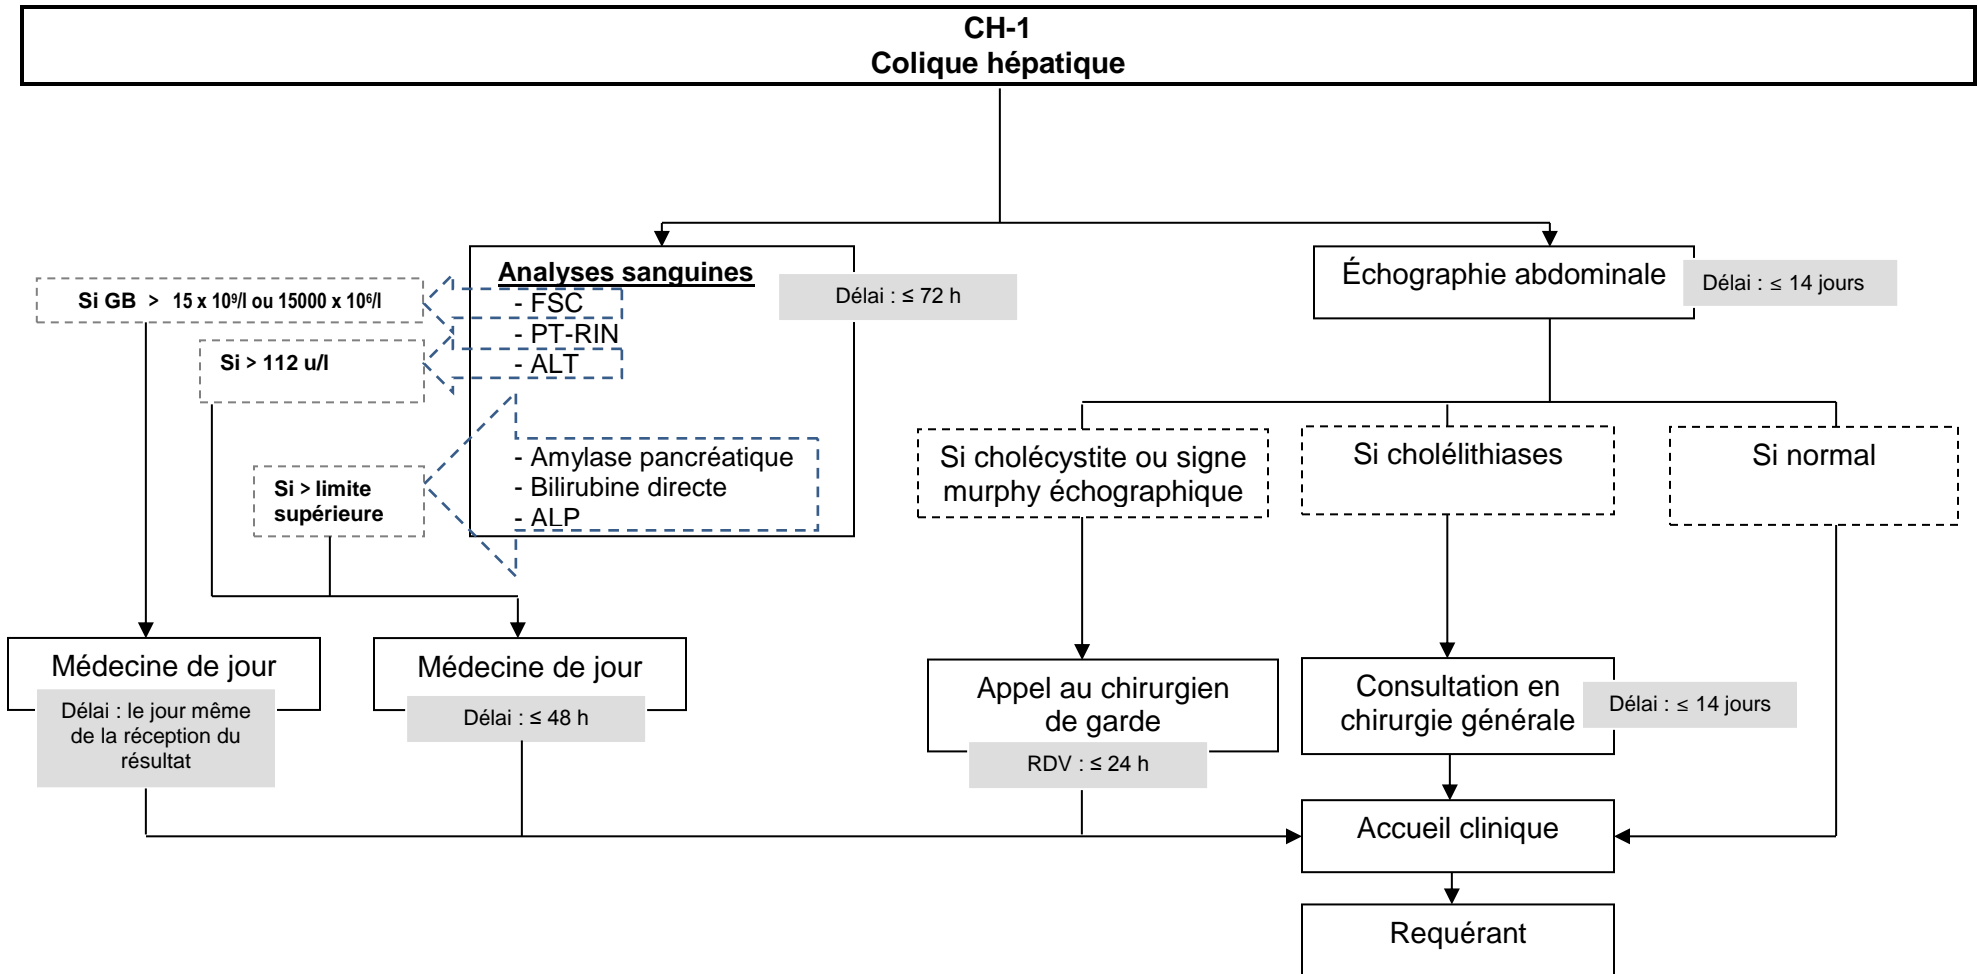 CH-1
Colique hépatique
Analyses sanguines
- FSC
- PT-RIN
- ALT
- Amylase pancréatique
- Bilirubine directe
- ALP
Délai : ≤ 72 h
Si GB > 15 x 10⁹/l ou 15000 x 10⁶/l
Si > 112 u/l
Si > limite
supérieure
Échographie abdominale
Délai : ≤ 14 jours
Si cholécystite ou signe
murphy échographique
Si cholélithiases
Si normal
Médecine de jour
Délai : le jour même
de la réception du
résultat
Médecine de jour
Délai : ≤ 48 h
Appel au chirurgien
de garde
RDV : ≤ 24 h
Consultation en
chirurgie générale
Délai : ≤ 14 jours
Accueil clinique
Requérant